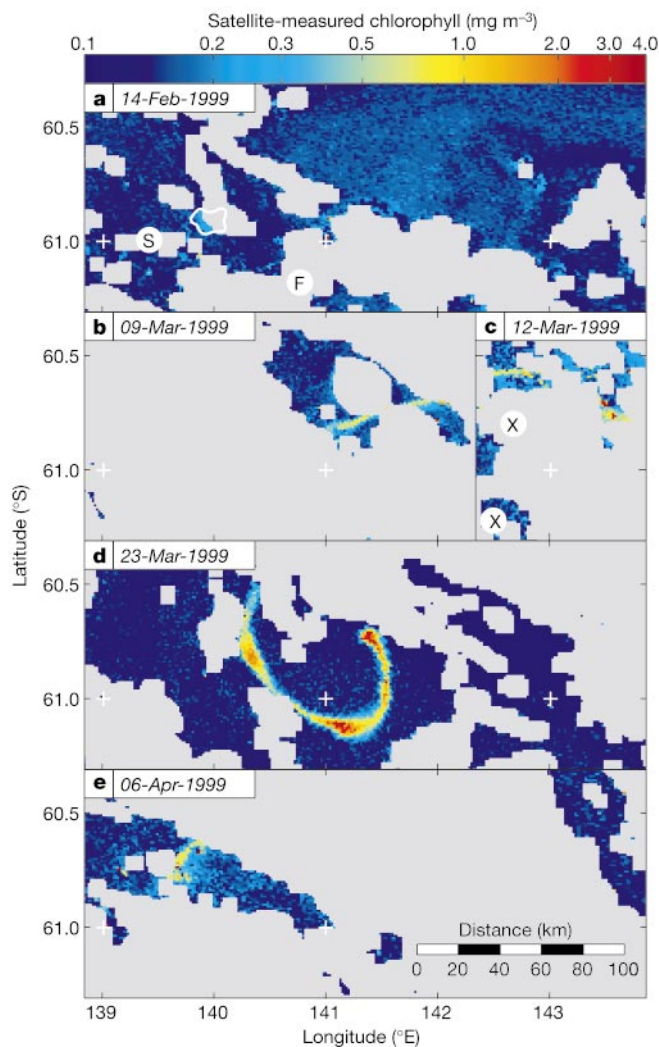 Satellite-measured chlorophyll (mg m⁻³)
0.1 0.2 0.3 0.5 1.0 2.0 3.0 4.0
a 14-Feb-1999
60.5
61.0
S
F
b 09-Mar-1999
c 12-Mar-1999
60.5
X
61.0
X
Latitude (°S)
d 23-Mar-1999
60.5
61.0
e 06-Apr-1999
60.5
61.0
Distance (km)
0 20 40 60 80 100
139 140 141 142 143
Longitude (°E)